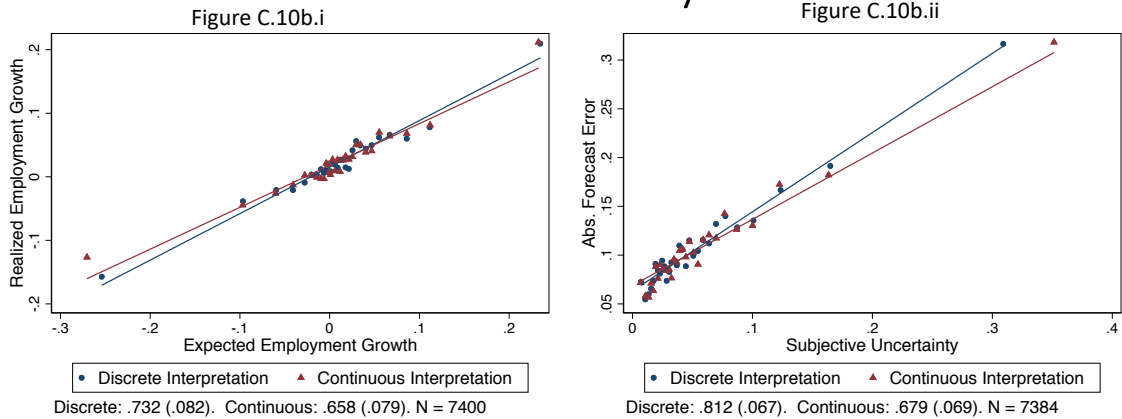 Figure C.10b.i
Realized Employment Growth
.2
.1
0
-.1
-.2
-.3 -.2 -.1 0 .1 .2
Expected Employment Growth
Discrete Interpretation Continuous Interpretation
Discrete: .732 (.082). Continuous: .658 (.079). N = 7400
Figure C.10b.ii
Abs. Forecast Error
.3
.25
.2
.15
.1
.05
0 .1 .2 .3 .4
Subjective Uncertainty
Discrete Interpretation Continuous Interpretation
Discrete: .812 (.067). Continuous: .679 (.069). N = 7384